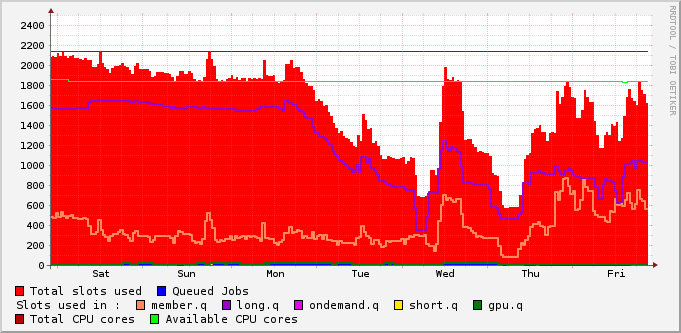 RRDTOOL / TOBI OETIKER
2400
2200
2000
1800
1600
1400
1200
1000
800
600
400
200
0
Sat Sun Mon Tue Wed Thu Fri
Total slots used Queued Jobs
Slots used in : member.q long.q ondemand.q short.q gpu.q
Total CPU cores Available CPU cores